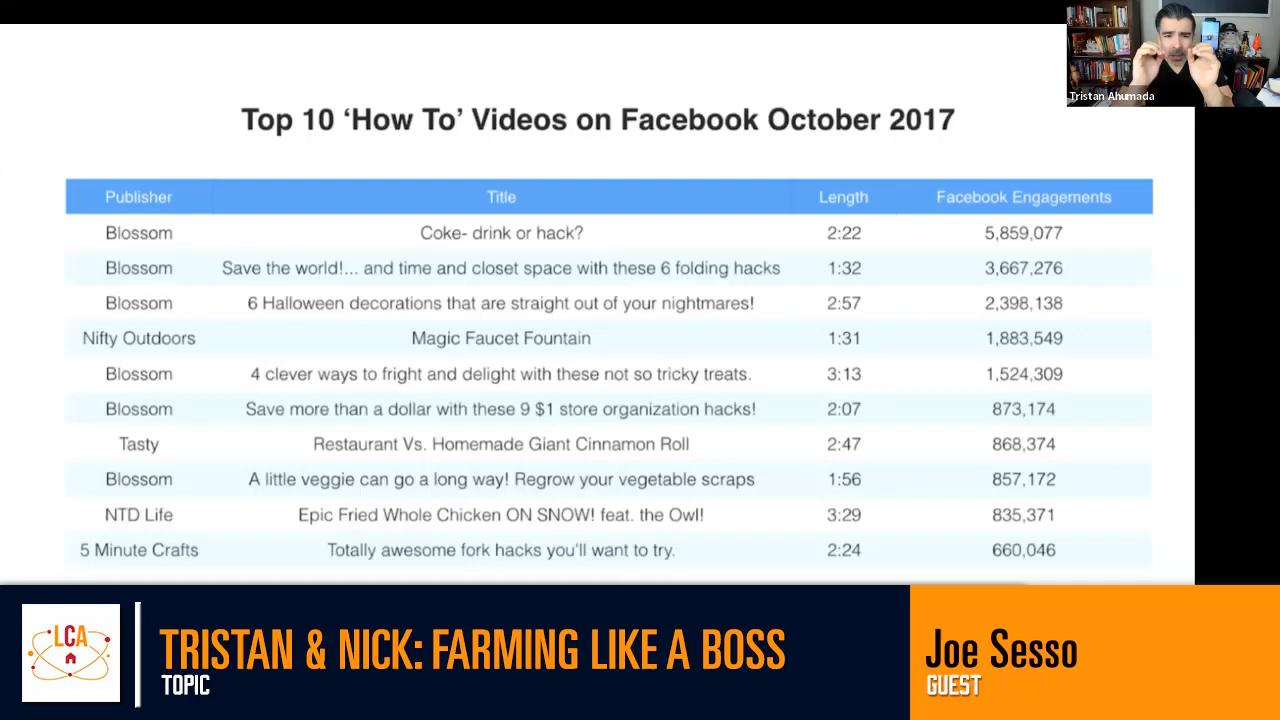 Tristan Ahumada
Top 10 ‘How To’ Videos on Facebook October 2017
Publisher Title Length Facebook Engagements
Blossom Coke- drink or hack? 2:22 5,859,077
Blossom Save the world!... and time and closet space with these 6 folding hacks 1:32 3,667,276
Blossom 6 Halloween decorations that are straight out of your nightmares! 2:57 2,398,138
Nifty Outdoors Magic Faucet Fountain 1:31 1,883,549
Blossom 4 clever ways to fright and delight with these not so tricky treats. 3:13 1,524,309
Blossom Save more than a dollar with these 9 $1 store organization hacks! 2:07 873,174
Tasty Restaurant Vs. Homemade Giant Cinnamon Roll 2:47 868,374
Blossom A little veggie can go a long way! Regrow your vegetable scraps 1:56 857,172
NTD Life Epic Fried Whole Chicken ON SNOW! feat. the Owl! 3:29 835,371
5 Minute Crafts Totally awesome fork hacks you'll want to try. 2:24 660,046
LCA
TRISTAN & NICK: FARMING LIKE A BOSS
TOPIC
Joe Sesso
GUEST